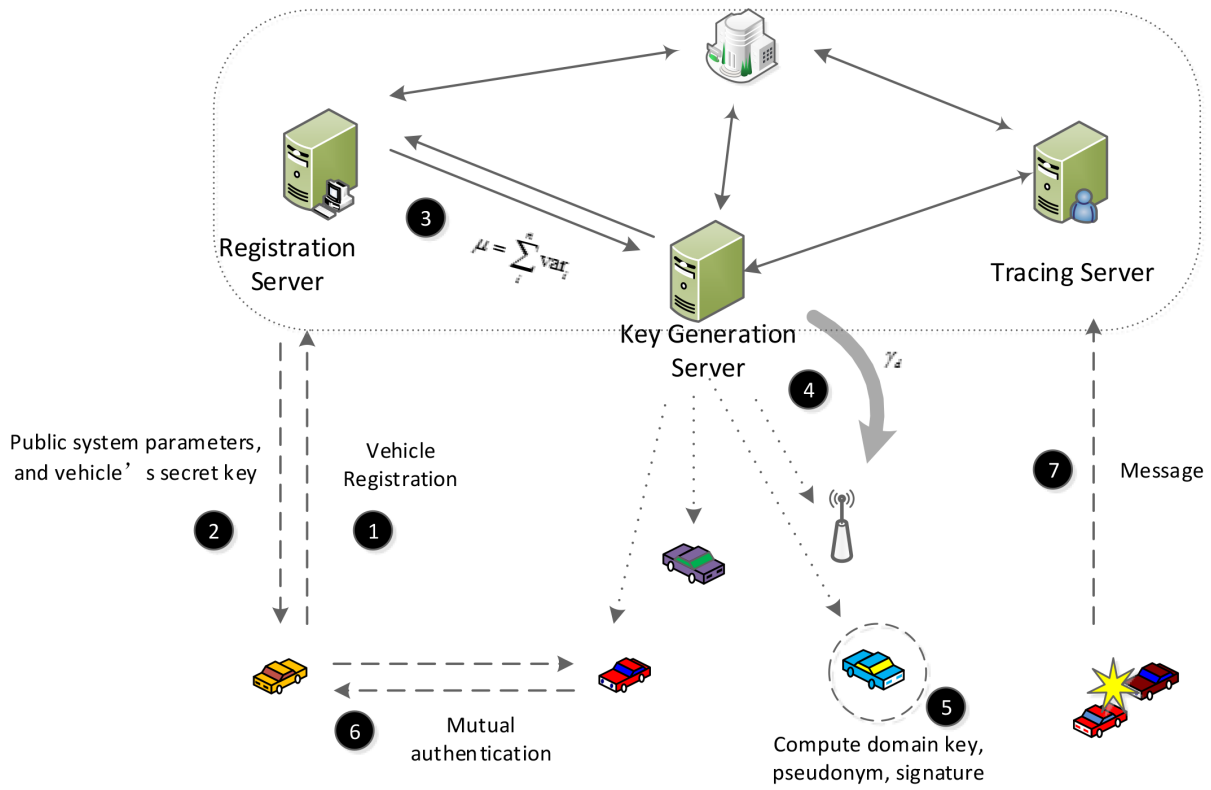 3
Registration
Server
μ = ∑ var
Tracing Server
Key Generation
Server
4
γ
Public system parameters,
and vehicle’s secret key
2
Vehicle
Registration
1
7
Message
6
Mutual
authentication
5
Compute domain key,
pseudonym, signature